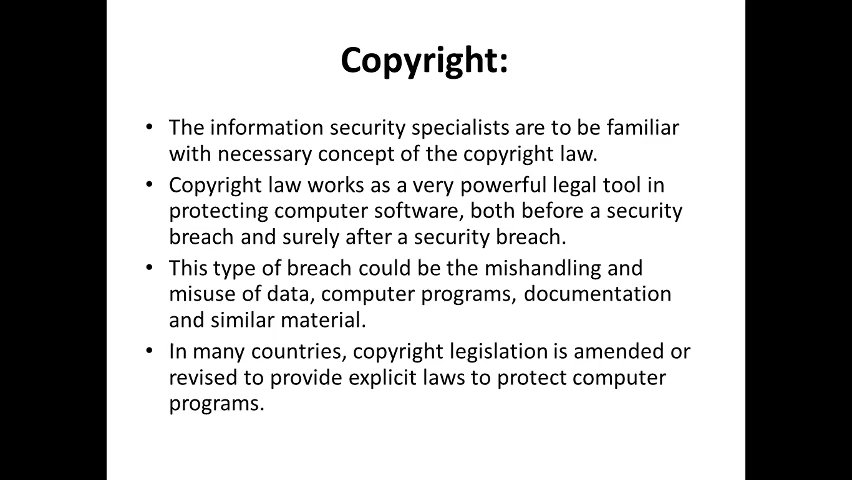 Copyright:
• The information security specialists are to be familiar
with necessary concept of the copyright law.
• Copyright law works as a very powerful legal tool in
protecting computer software, both before a security
breach and surely after a security breach.
• This type of breach could be the mishandling and
misuse of data, computer programs, documentation
and similar material.
• In many countries, copyright legislation is amended or
revised to provide explicit laws to protect computer
programs.